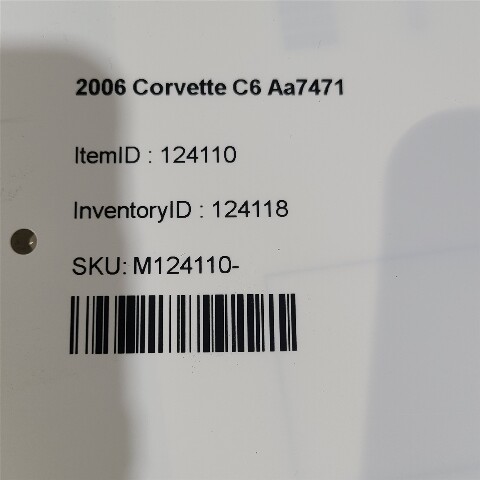 2006 Corvette C6 Aa7471
ItemID : 124110
InventoryID : 124118
SKU: M124110-